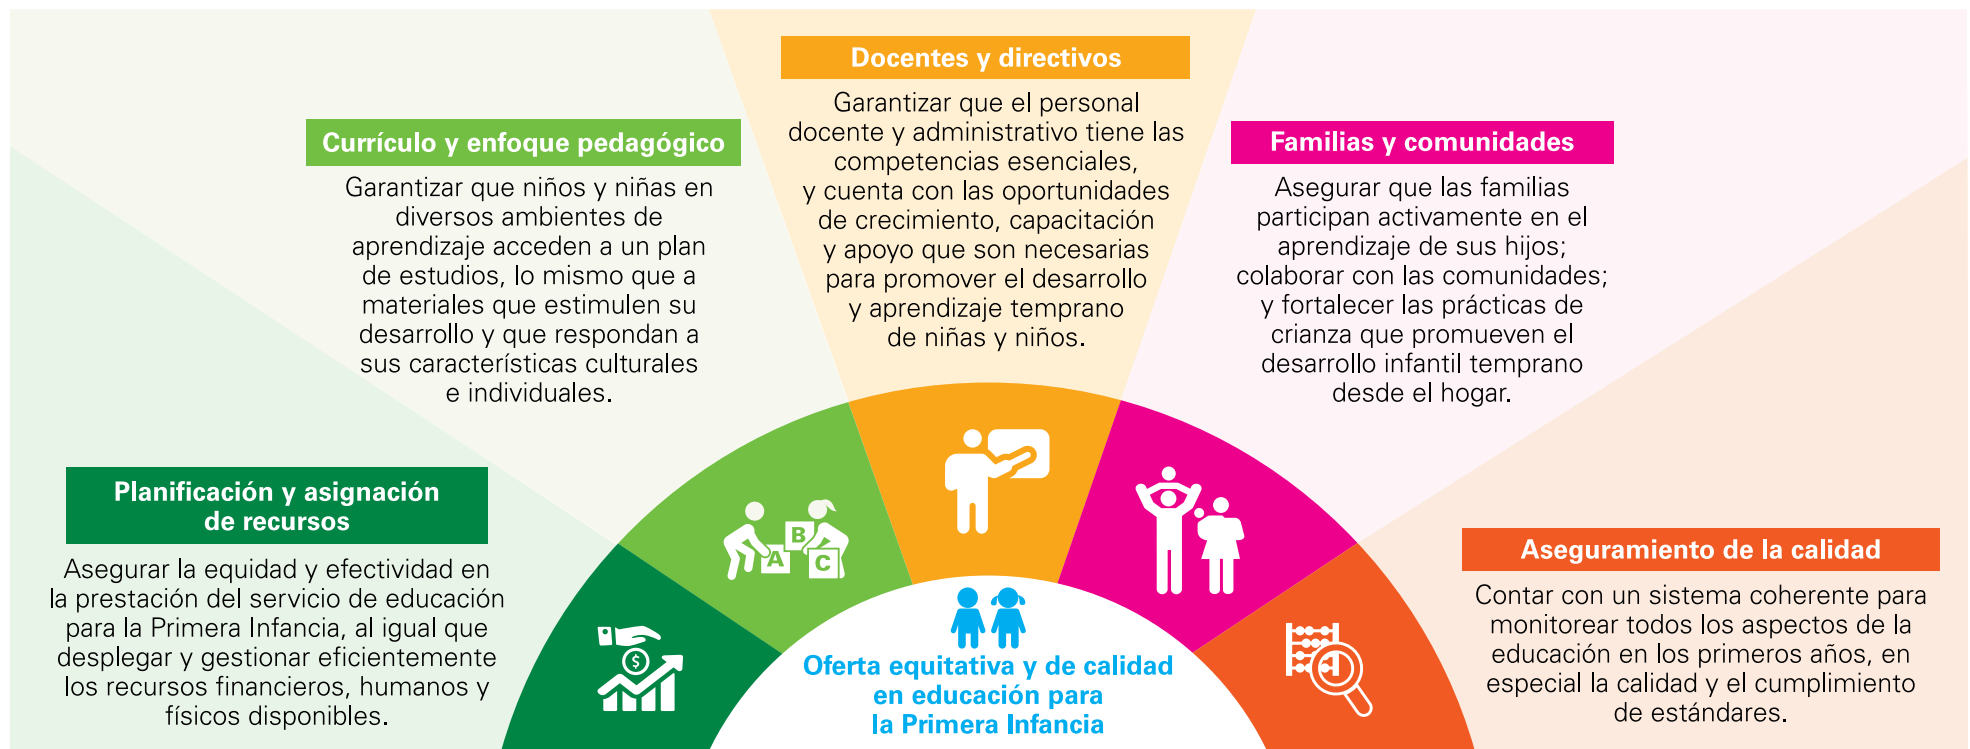 Planificación y asignación
de recursos
Asegurar la equidad y efectividad en
la prestación del servicio de educación
para la Primera Infancia, al igual que
desplegar y gestionar eficientemente
los recursos financieros, humanos y
físicos disponibles.
Currículo y enfoque pedagógico
Garantizar que niños y niñas en
diversos ambientes de
aprendizaje acceden a un plan
de estudios, lo mismo que a
materiales que estimulen su
desarrollo y que respondan a
sus características culturales
e individuales.
Docentes y directivos
Garantizar que el personal
docente y administrativo tiene las
competencias esenciales,
y cuenta con las oportunidades
de crecimiento, capacitación
y apoyo que son necesarias
para promover el desarrollo
y aprendizaje temprano
de niñas y niños.
Familias y comunidades
Asegurar que las familias
participan activamente en el
aprendizaje de sus hijos;
colaborar con las comunidades;
y fortalecer las prácticas de
crianza que promueven el
desarrollo infantil temprano
desde el hogar.
Aseguramiento de la calidad
Contar con un sistema coherente para
monitorear todos los aspectos de la
educación en los primeros años, en
especial la calidad y el cumplimiento
de estándares.
$
A
B
C
Oferta equitativa y de calidad
en educación para
la Primera Infancia